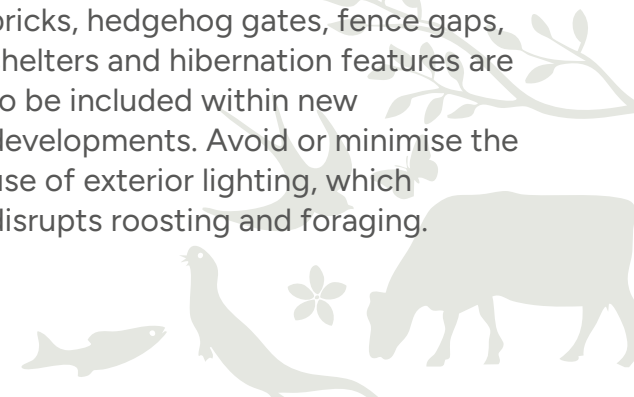 bricks, hedgehog gates, fence gaps,
shelters and hibernation features are
to be included within new
developments. Avoid or minimise the
use of exterior lighting, which
disrupts roosting and foraging.